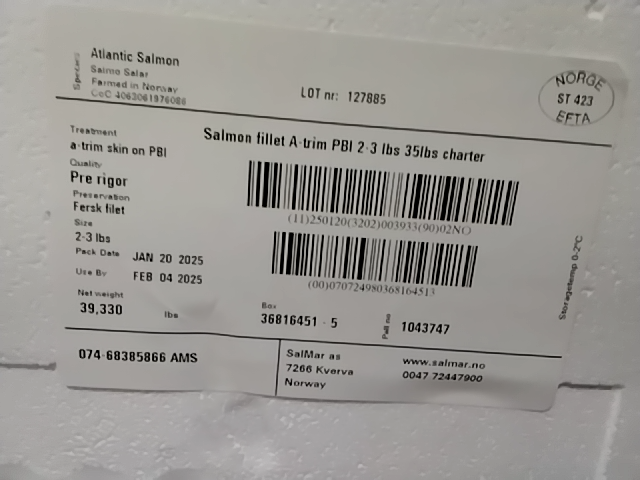 Species
Atlantic Salmon
Salmo Salar
Farmed in Norway
CoC 4063061976086
LOT nr: 127885
NORGE
ST 423
EFTA
Treatment
a-trim skin on PBI
Quality
Pre rigor
Preservation
Fersk filet
Size
2-3 lbs
Pack Date JAN 20 2025
Use By FEB 04 2025
Net weight
39,330 lbs
Salmon fillet A-trim PBI 2-3 lbs 35lbs charter
(11)250120(3202)003933(90)02NO
(00)070724980368164513
Box
36816451 - 5
Pall no 1043747
Storagetemp 0-2°C
074-68385866 AMS
SalMar as
7266 Kverva
Norway
www.salmar.no
0047 72447900